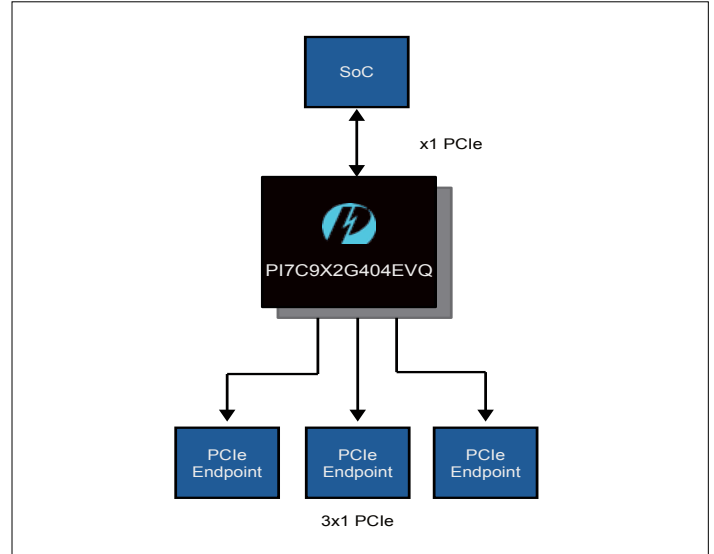 SoC
x1 PCIe
PI7C9X2G404EVQ
PCIe
Endpoint
PCIe
Endpoint
PCIe
Endpoint
3x1 PCIe